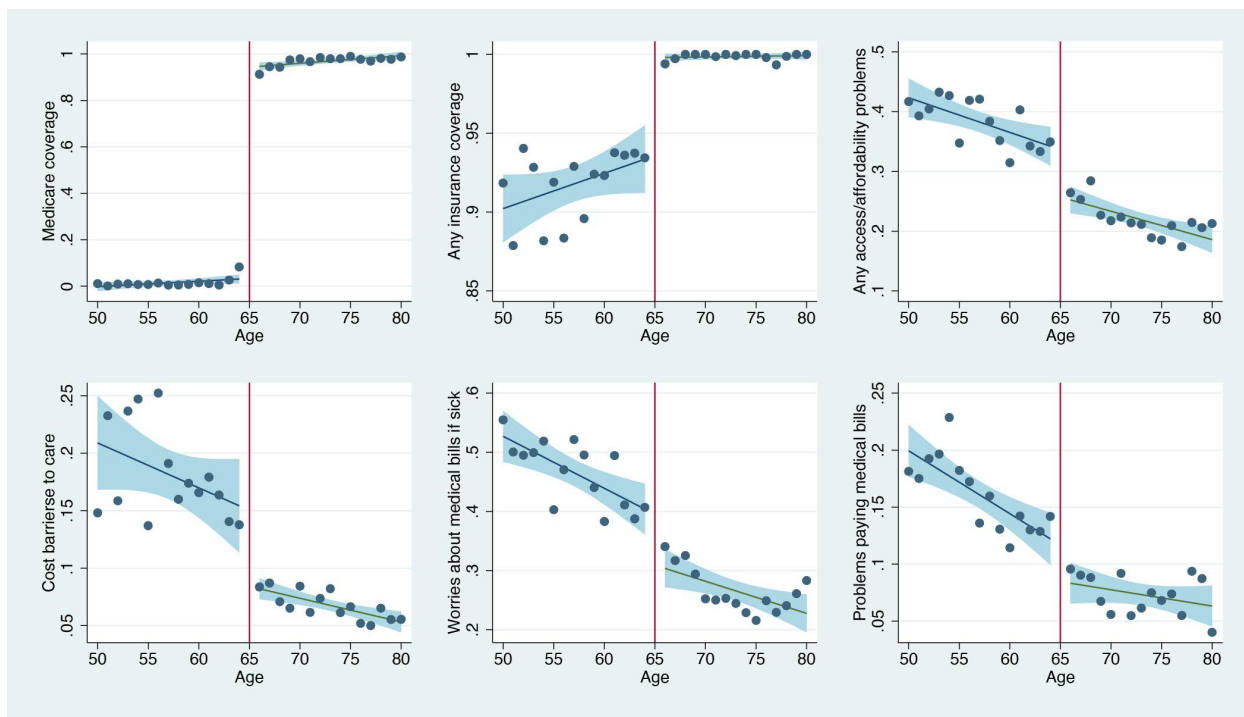 Medicare coverage
1
.8
.6
.4
.2
0
50 55 60 65 70 75 80
Age
Any insurance coverage
1
.95
.9
.85
50 55 60 65 70 75 80
Age
Any access/affordability problems
.5
.4
.3
.2
.1
50 55 60 65 70 75 80
Age
Cost barrierse to care
.25
.2
.15
.1
.05
50 55 60 65 70 75 80
Age
Worries about medical bills if sick
.6
.5
.4
.3
.2
50 55 60 65 70 75 80
Age
Problems paying medical bills
.25
.2
.15
.1
.05
50 55 60 65 70 75 80
Age